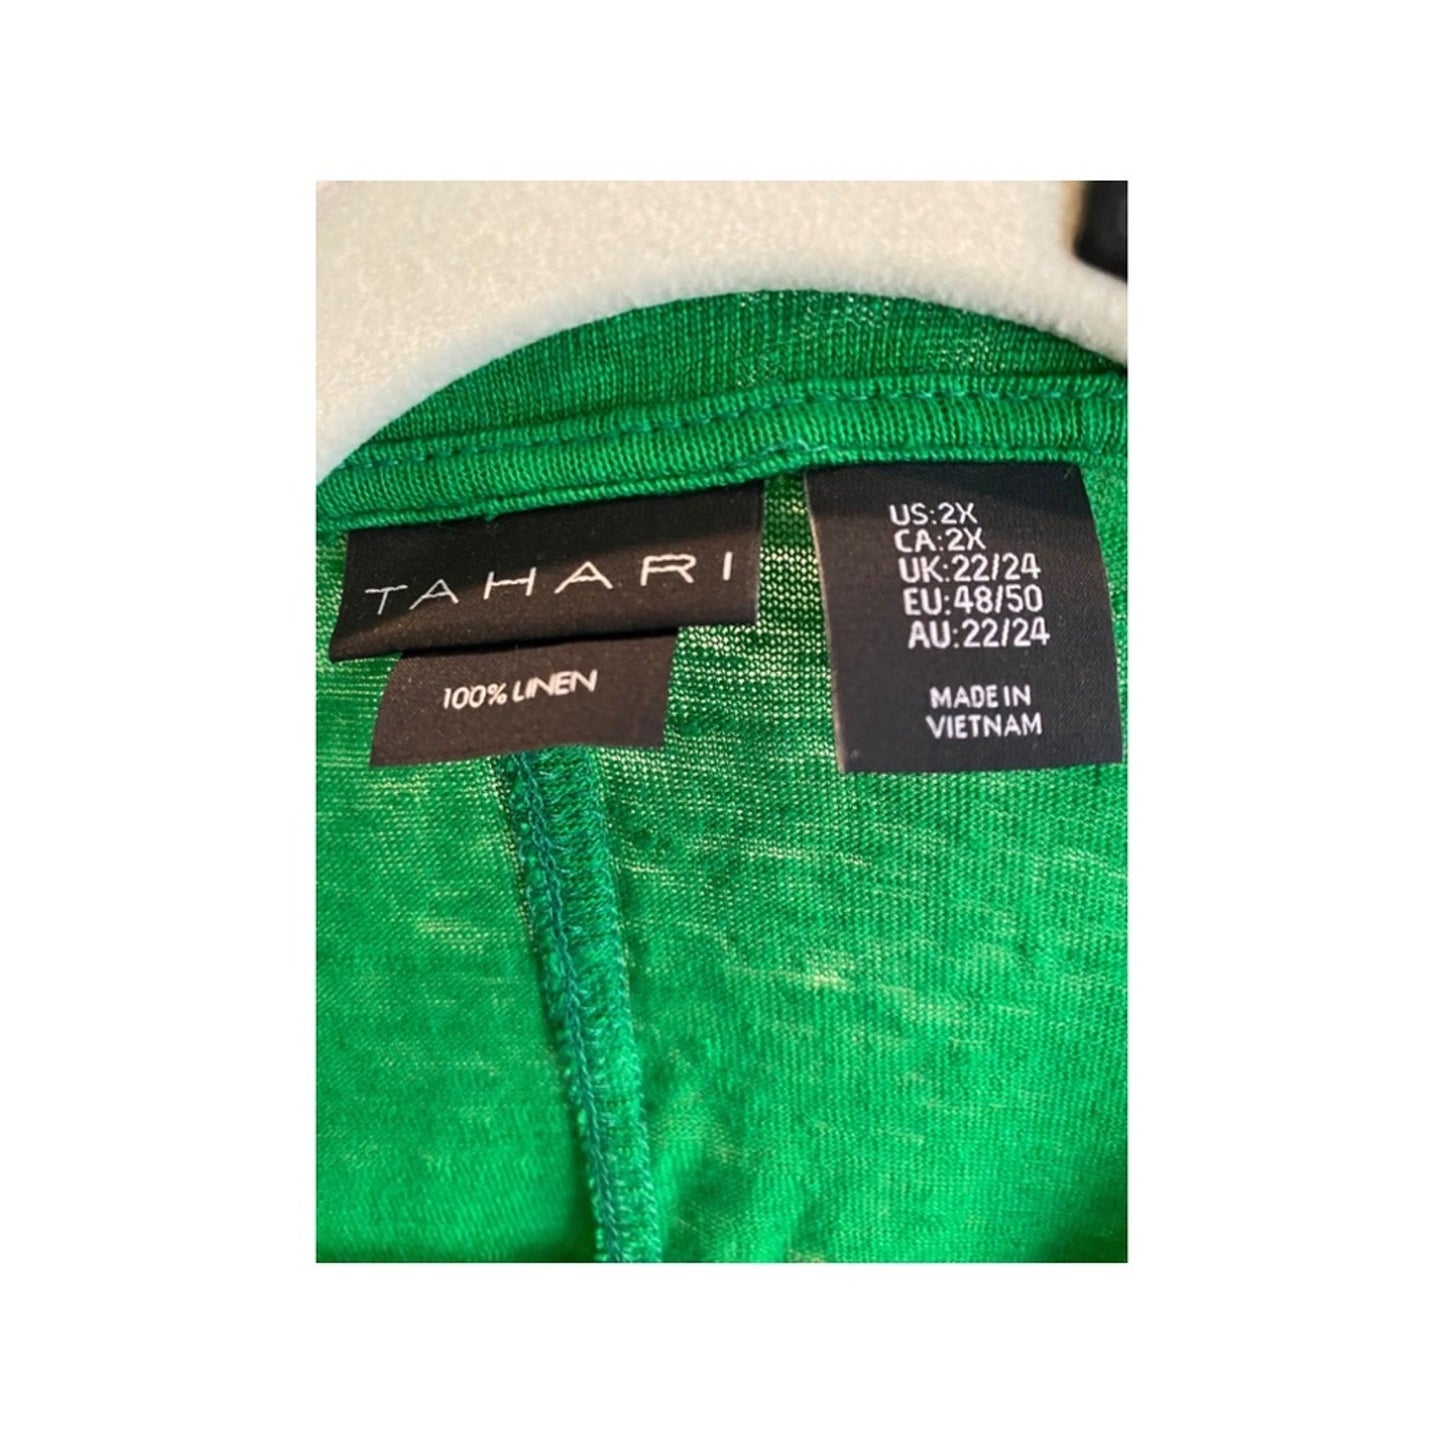 TAHARI
100% LINEN
US:2X
CA:2X
UK:22/24
EU:48/50
AU:22/24
MADE IN
VIETNAM